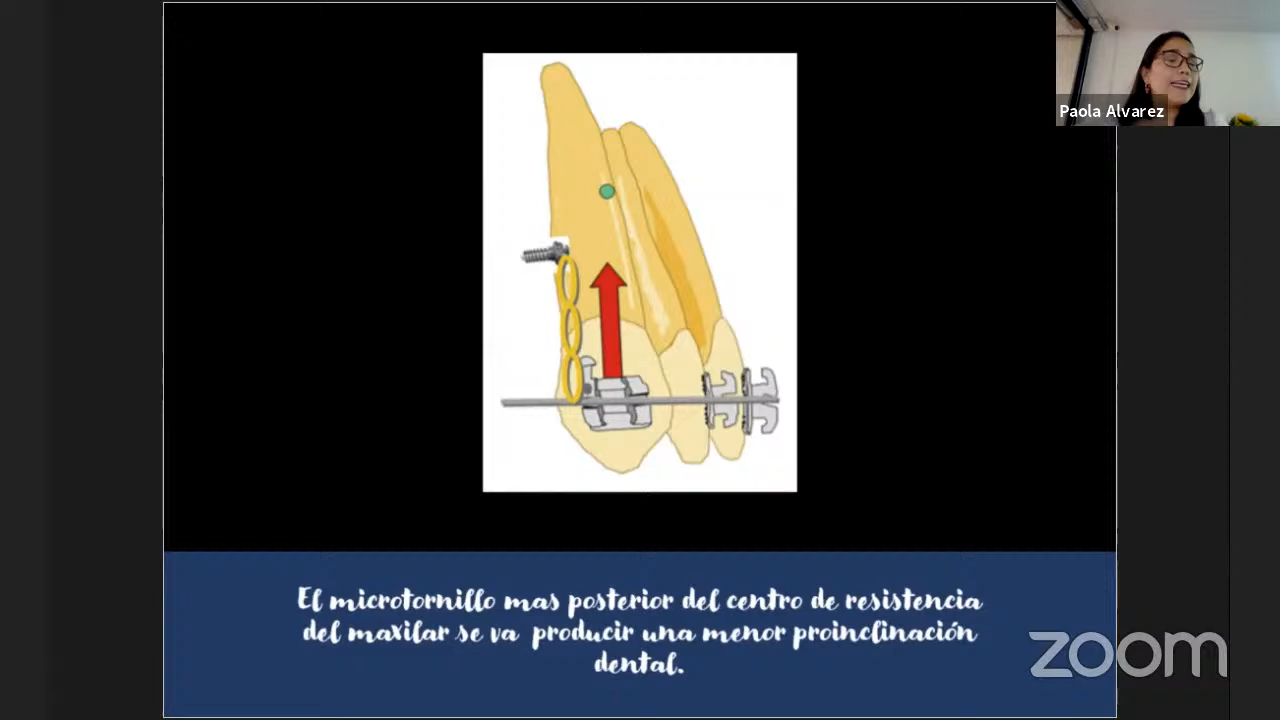 Paola Alvarez
El microtornillo mas posterior del centro de resistencia
del maxilar se va producir una menor proinclinación
dental.
zoom